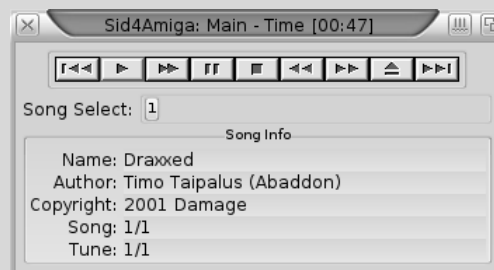 Sid4Amiga: Main - Time [00:47]
Song Select: 1
Song Info
Name: Draxxed
Author: Timo Taipalus (Abaddon)
Copyright: 2001 Damage
Song: 1/1
Tune: 1/1